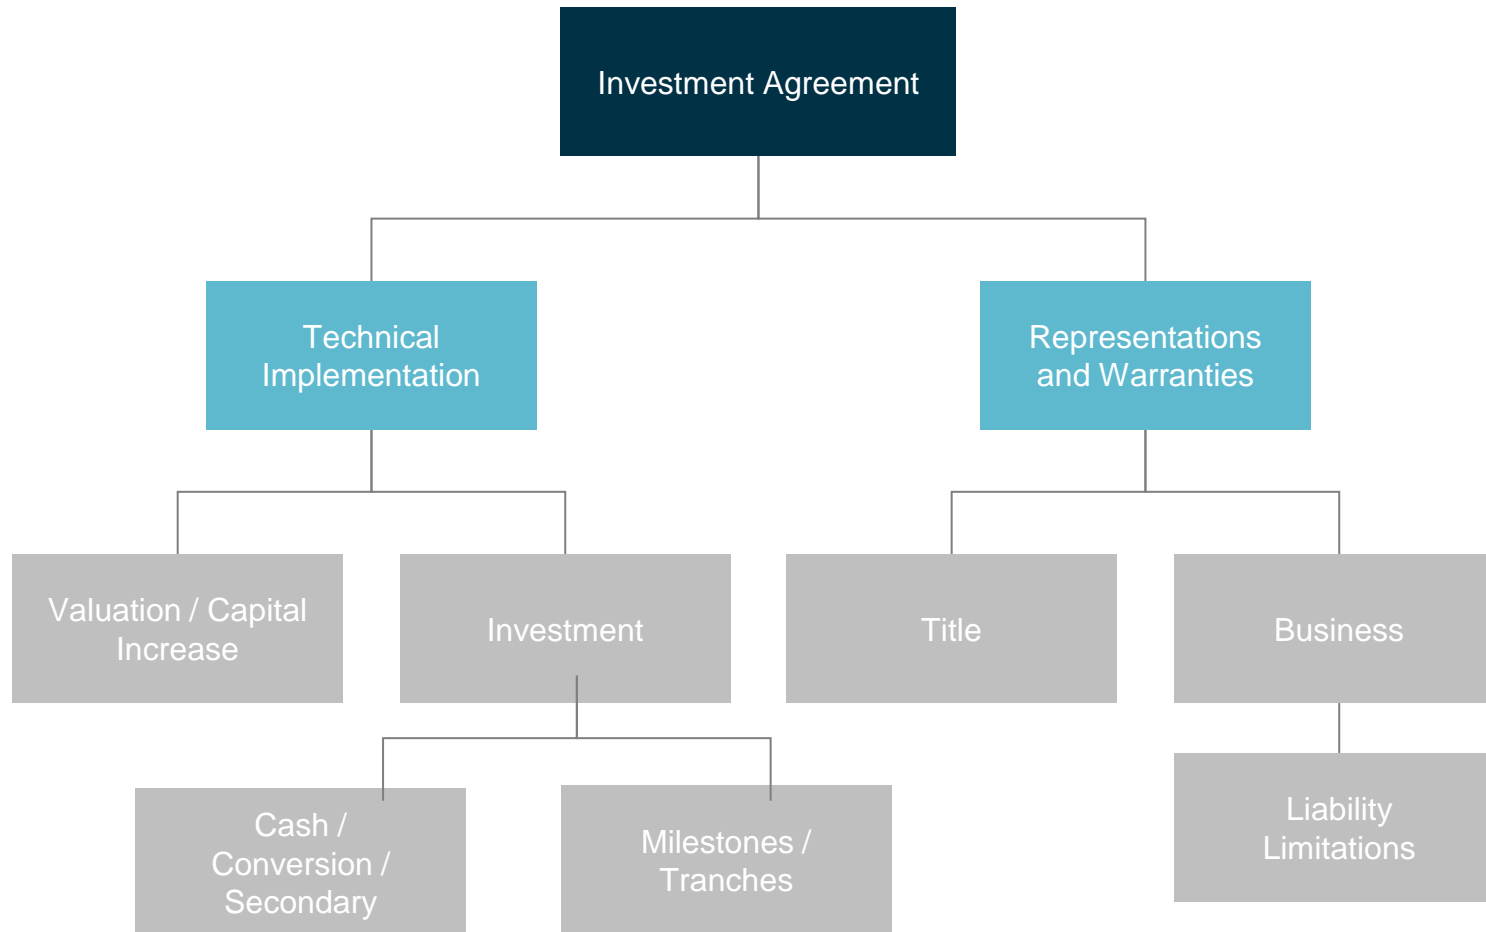 Investment Agreement
Technical
Implementation
Representations
and Warranties
Valuation / Capital
Increase
Investment
Title
Business
Cash /
Conversion /
Secondary
Milestones /
Tranches
Liability
Limitations